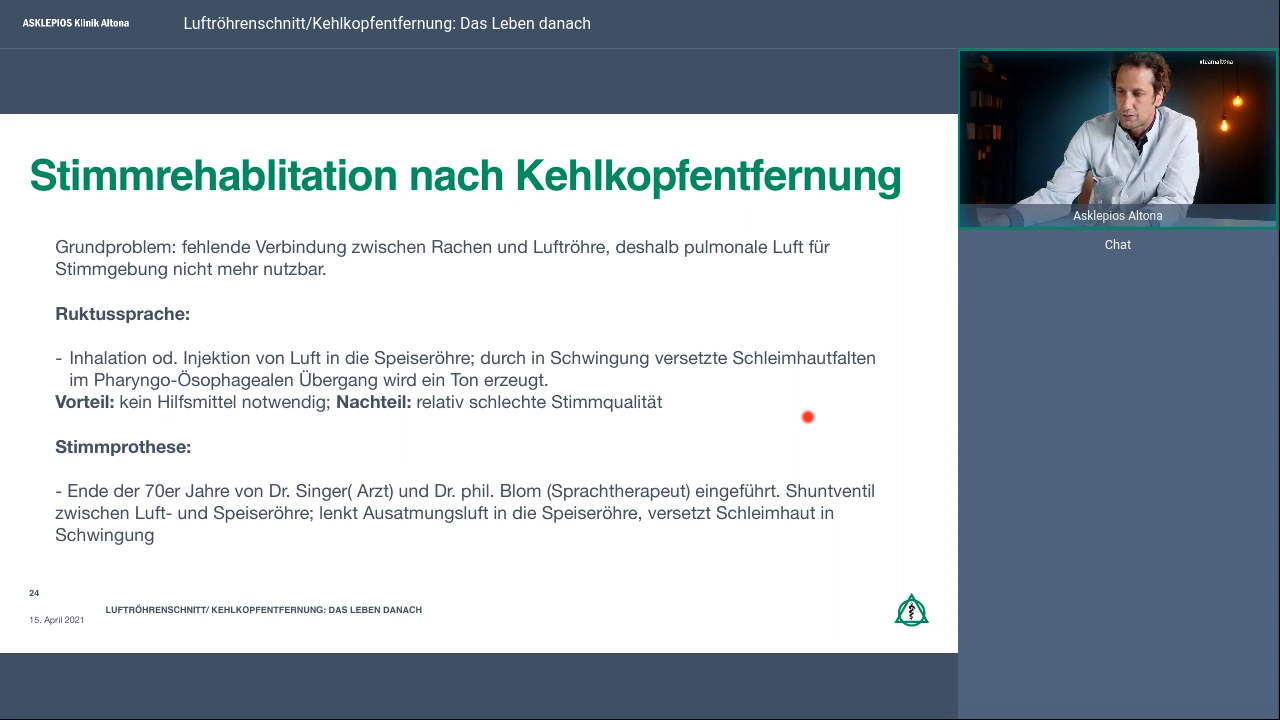 ASKLEPIOS Klinik Altona
Luftröhrenschnitt/Kehlkopfentfernung: Das Leben danach
#teamaltona
Asklepios Altona
Chat
Stimmrehablitation nach Kehlkopfentfernung
Grundproblem: fehlende Verbindung zwischen Rachen und Luftröhre, deshalb pulmonale Luft für
Stimmgebung nicht mehr nutzbar.
Ruktussprache:
- Inhalation od. Injektion von Luft in die Speiseröhre; durch in Schwingung versetzte Schleimhautfalten
im Pharyngo-Ösophagealen Übergang wird ein Ton erzeugt.
Vorteil: kein Hilfsmittel notwendig; Nachteil: relativ schlechte Stimmqualität
Stimmprothese:
- Ende der 70er Jahre von Dr. Singer( Arzt) und Dr. phil. Blom (Sprachtherapeut) eingeführt. Shuntventil
zwischen Luft- und Speiseröhre; lenkt Ausatmungsluft in die Speiseröhre, versetzt Schleimhaut in
Schwingung
24
LUFTRÖHRENSCHNITT/ KEHLKOPFENTFERNUNG: DAS LEBEN DANACH
15. April 2021